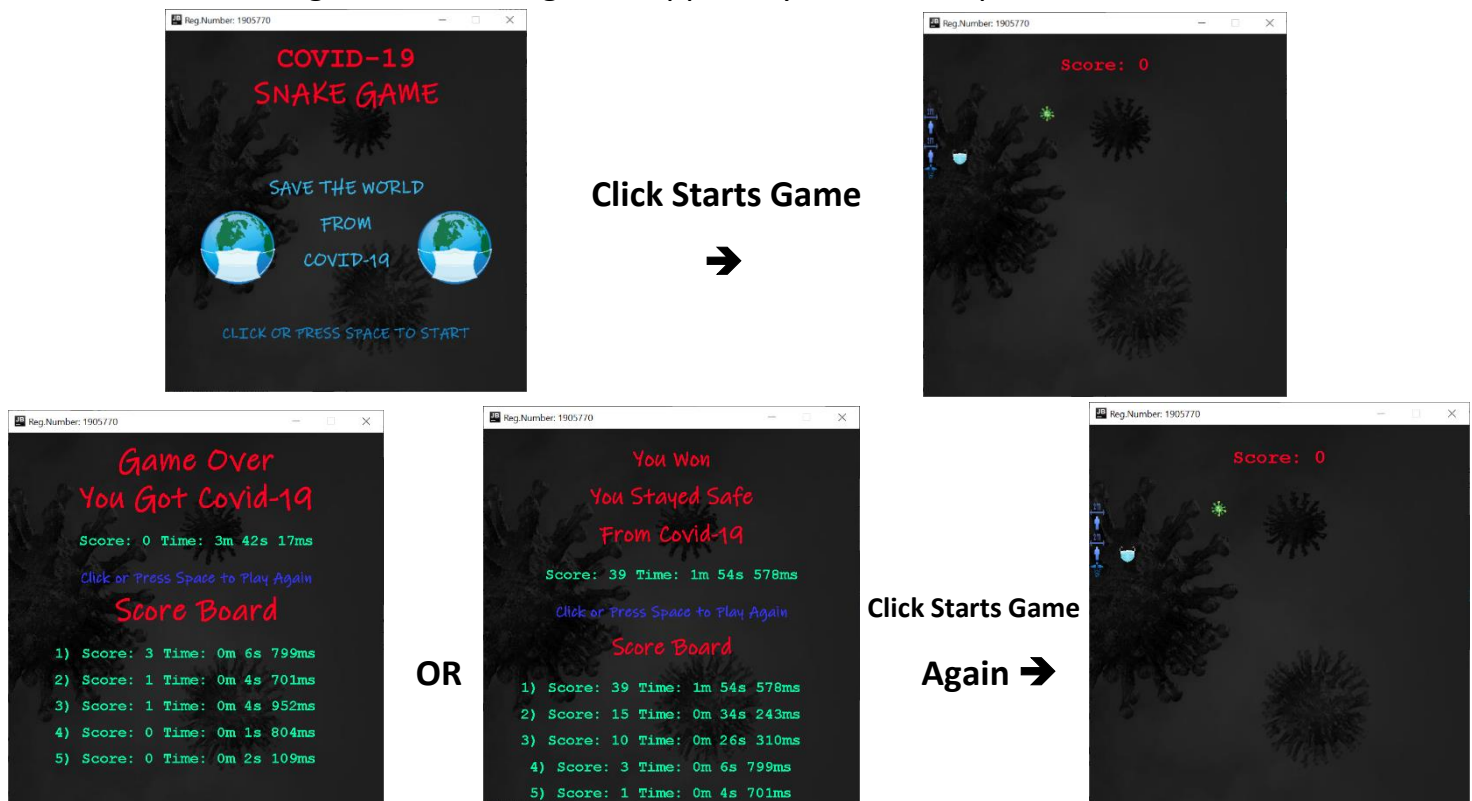 Reg.Number: 1905770
COVID-19
SNAKE GAME
SAVE THE WORLD
FROM
COVID-19
CLICK OR PRESS SPACE TO START
Click Starts Game
➔
Reg.Number: 1905770
Score: 0
1m
1m
Reg.Number: 1905770
Game Over
You Got Covid-19
Score: 0 Time: 3m 42s 17ms
Click or Press Space to Play Again
Score Board
1) Score: 3 Time: 0m 6s 799ms
2) Score: 1 Time: 0m 4s 701ms
3) Score: 1 Time: 0m 4s 952ms
4) Score: 0 Time: 0m 1s 804ms
5) Score: 0 Time: 0m 2s 109ms
OR
Reg.Number: 1905770
You Won
You Stayed Safe
From Covid-19
Score: 39 Time: 1m 54s 578ms
Click or Press Space to Play Again
Score Board
1) Score: 39 Time: 1m 54s 578ms
2) Score: 15 Time: 0m 34s 243ms
3) Score: 10 Time: 0m 26s 310ms
4) Score: 3 Time: 0m 6s 799ms
5) Score: 1 Time: 0m 4s 701ms
Click Starts Game
Again ➔
Reg.Number: 1905770
Score: 0
1m
1m